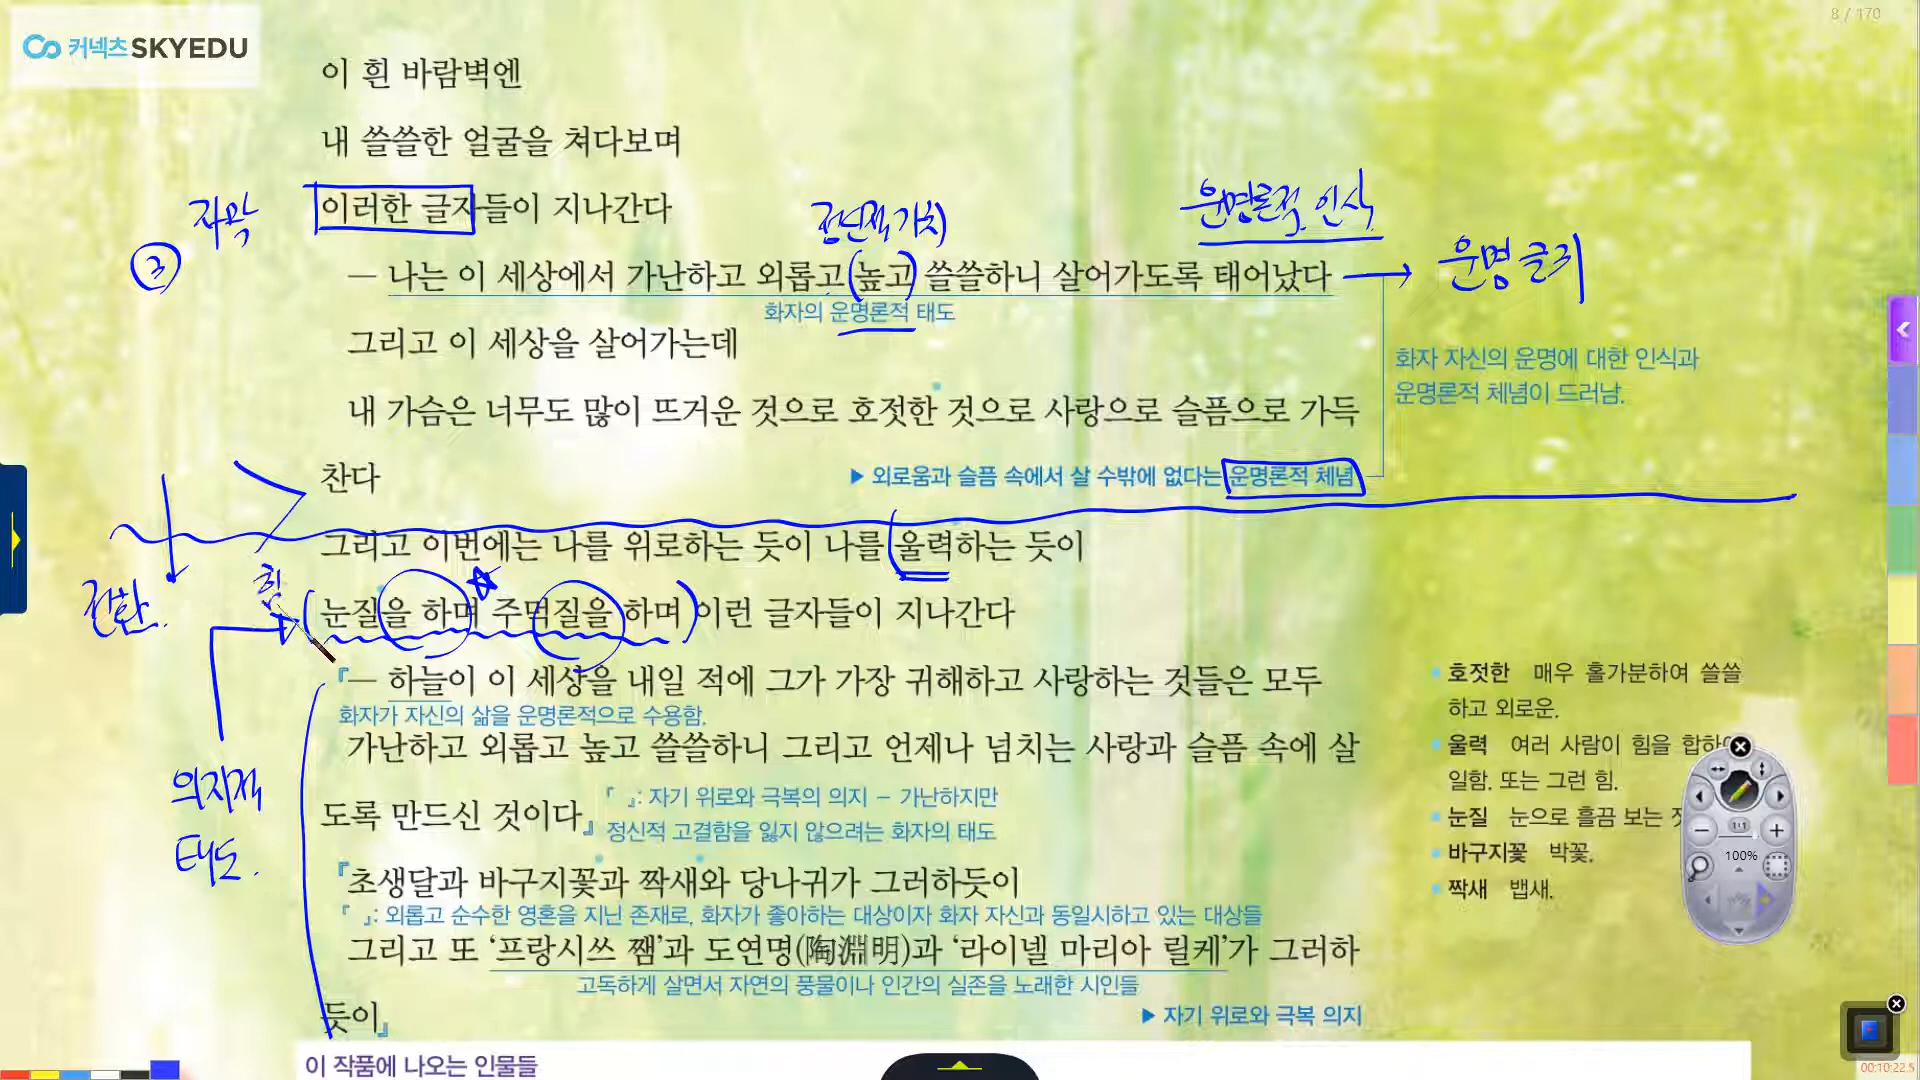 8 / 170
커넥츠 SKYEDU
이 흰 바람벽엔
내 쓸쓸한 얼굴을 쳐다보며
자막
이러한 글자들이 지나간다
정신적 가치
운명론적 인식
③
― 나는 이 세상에서 가난하고 외롭고 높고 쓸쓸하니 살어가도록 태어났다
운명 글귀
화자의 운명론적 태도
그리고 이 세상을 살어가는데
화자 자신의 운명에 대한 인식과
운명론적 체념이 드러남.
내 가슴은 너무도 많이 뜨거운 것으로 호젓한 것으로 사랑으로 슬픔으로 가득
찬다
▶ 외로움과 슬픔 속에서 살 수밖에 없다는 운명론적 체념
그리고 이번에는 나를 위로하는 듯이 나를 울력하는 듯이
전환.
힘
눈질을 하며 주먹질을 하며 이런 글자들이 지나간다
『― 하늘이 이 세상을 내일 적에 그가 가장 귀해하고 사랑하는 것들은 모두
화자가 자신의 삶을 운명론적으로 수용함.
가난하고 외롭고 높고 쓸쓸하니 그리고 언제나 넘치는 사랑과 슬픔 속에 살
도록 만드신 것이다』
『 』: 자기 위로와 극복의 의지 – 가난하지만
정신적 고결함을 잃지 않으려는 화자의 태도
의지적
태도.
『초생달과 바구지꽃과 짝새와 당나귀가 그러하듯이
『 』: 외롭고 순수한 영혼을 지닌 존재로, 화자가 좋아하는 대상이자 화자 자신과 동일시하고 있는 대상들
그리고 또 ‘프랑시쓰 쨈’과 도연명(陶淵明)과 ‘라이넬 마리아 릴케’가 그러하
고독하게 살면서 자연의 풍물이나 인간의 실존을 노래한 시인들
듯이』
▶ 자기 위로와 극복 의지
호젓한 매우 홀가분하여 쓸쓸
하고 외로운.
울력 여러 사람이 힘을 합하
일함. 또는 그런 힘.
눈질 눈으로 흘끔 보는
바구지꽃 박꽃.
짝새 뱁새.
1:1
100%
이 작품에 나오는 인물들
00:10:22.5